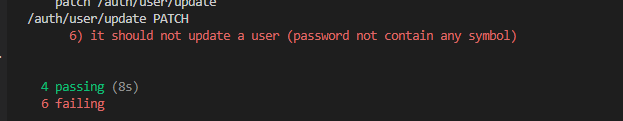 patch /auth/user/update
/auth/user/update PATCH
6) it should not update a user (password not contain any symbol)
4 passing (8s)
6 failing